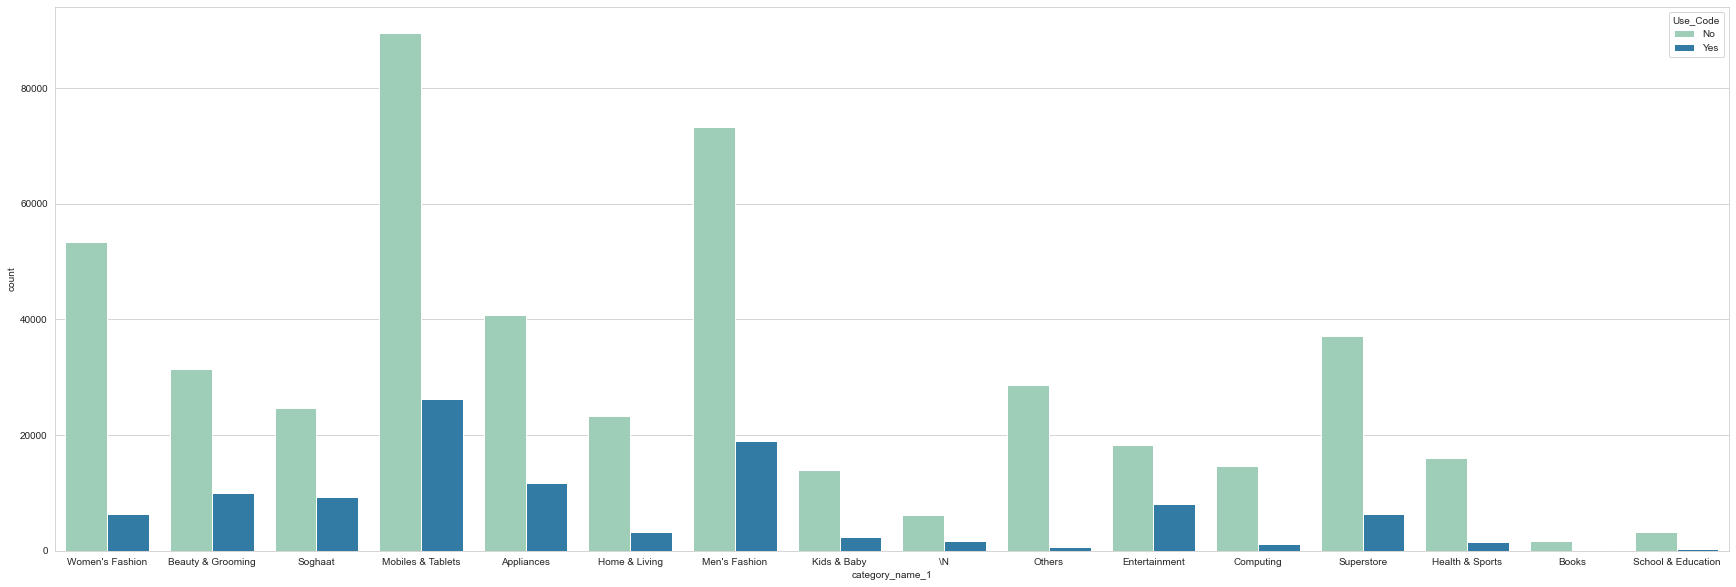 Use_Code
No
Yes
80000
60000
40000
20000
0
count
Women's Fashion Beauty & Grooming Soghaat Mobiles & Tablets Appliances Home & Living Men's Fashion Kids & Baby \N Others Entertainment Computing Superstore Health & Sports Books School & Education
category_name_1